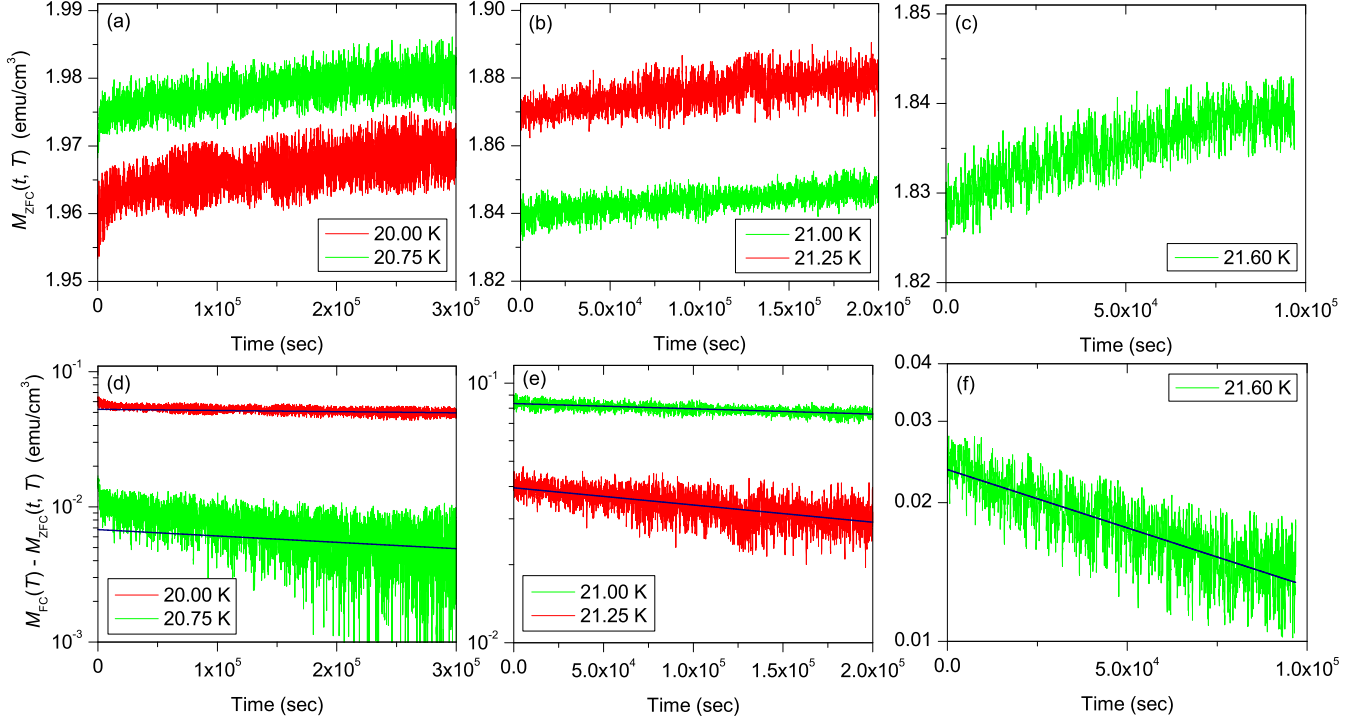 (a)
1.99
1.98
1.97
1.96
1.95
M_ZFC(t, T) (emu/cm³)
20.00 K
20.75 K
0
1x10⁵
2x10⁵
3x10⁵
Time (sec)
(b)
1.90
1.88
1.86
1.84
1.82
21.00 K
21.25 K
0.0
5.0x10⁴
1.0x10⁵
1.5x10⁵
2.0x10⁵
Time (sec)
(c)
1.85
1.84
1.83
1.82
21.60 K
0.0
5.0x10⁴
1.0x10⁵
Time (sec)
(d)
10⁻¹
10⁻²
10⁻³
M_FC(T) - M_ZFC(t, T) (emu/cm³)
20.00 K
20.75 K
0
1x10⁵
2x10⁵
3x10⁵
Time (sec)
(e)
10⁻¹
10⁻²
21.00 K
21.25 K
0.0
5.0x10⁴
1.0x10⁵
1.5x10⁵
2.0x10⁵
Time (sec)
(f)
0.04
0.03
0.02
0.01
21.60 K
0.0
5.0x10⁴
1.0x10⁵
Time (sec)